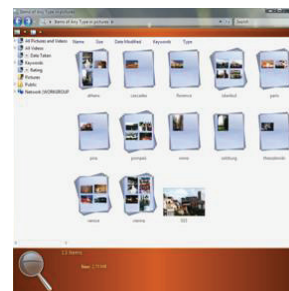 Items of Any Type in pictures
Search
All Pictures and Videos
All Videos
Date Taken
Keywords
Rating
Pictures
Public
Network (WORKGROUP
Name Size Date Modified Keywords Type
athens cascadia florence istanbul paris
pisa pompeii rome salzburg thessaloniki
venice vienna 032
13 Items